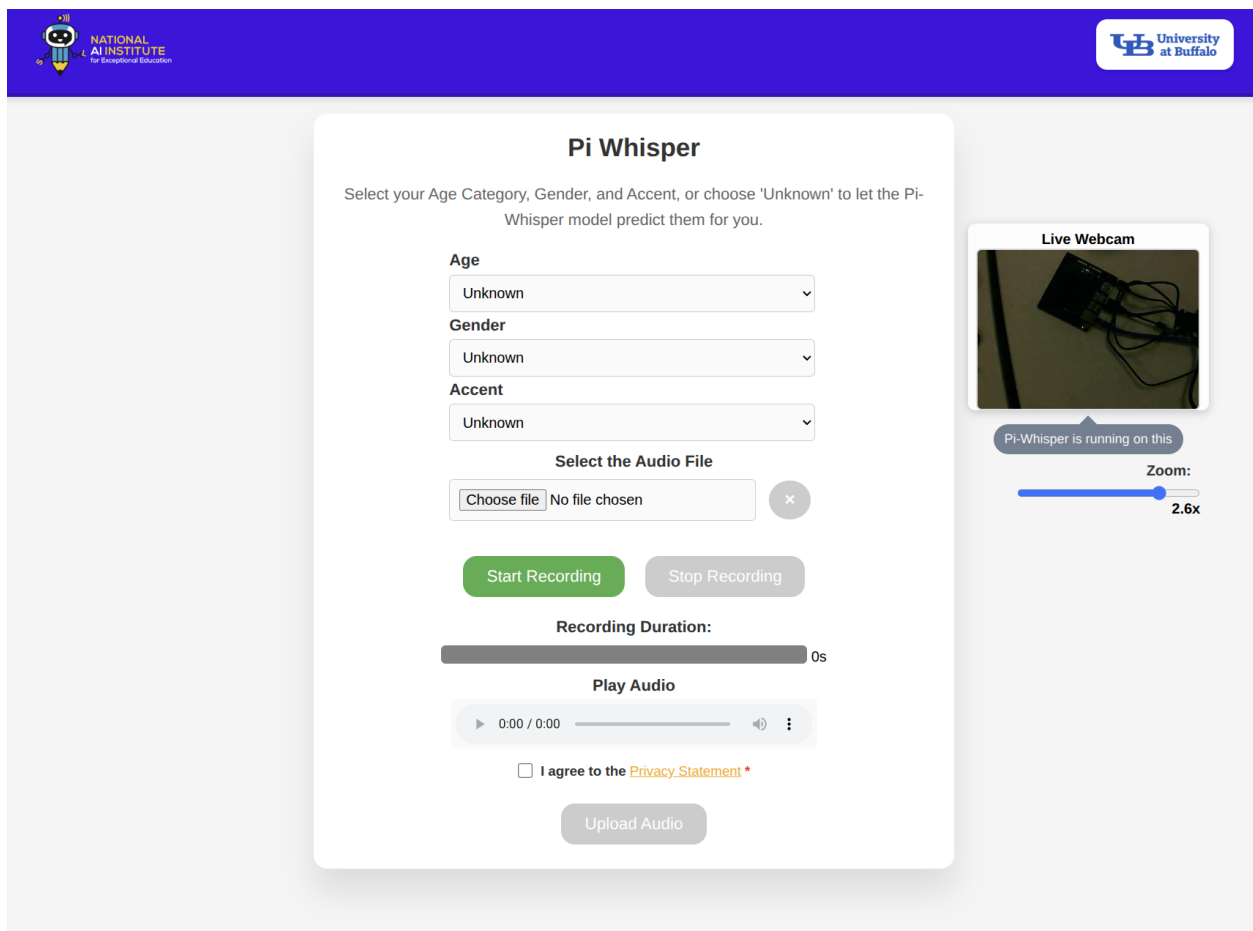 NATIONAL
AI INSTITUTE
for Exceptional Education
UB University
at Buffalo
Pi Whisper
Select your Age Category, Gender, and Accent, or choose 'Unknown' to let the Pi-
Whisper model predict them for you.
Age
Unknown
Gender
Unknown
Accent
Unknown
Select the Audio File
Choose file No file chosen
×
Start Recording Stop Recording
Recording Duration:
0s
Play Audio
0:00 / 0:00
I agree to the Privacy Statement *
Upload Audio
Live Webcam
Pi-Whisper is running on this
Zoom:
2.6x